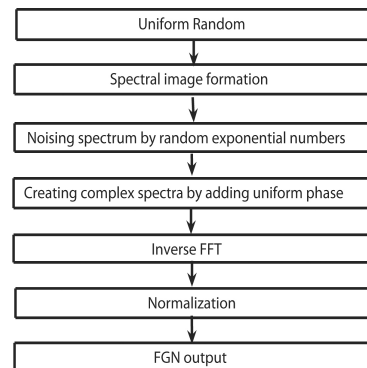 Uniform Random
Spectral image formation
Noising spectrum by random exponential numbers
Creating complex spectra by adding uniform phase
Inverse FFT
Normalization
FGN output